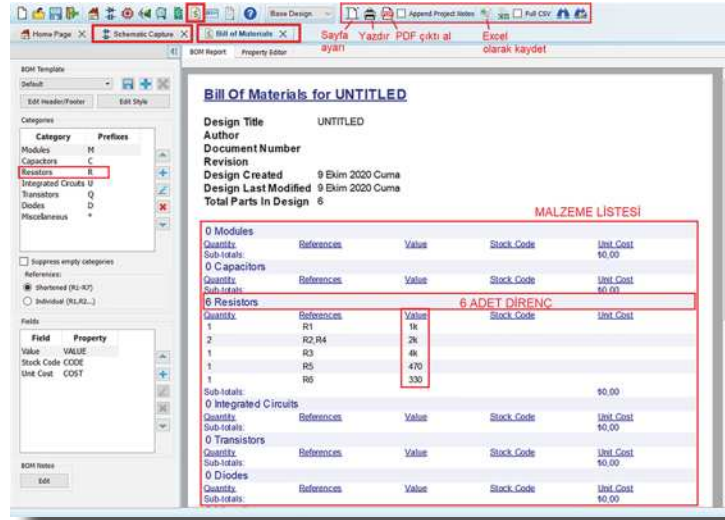 Base Design
Append Project Notes
Full CSV
Home Page X
Schematic Capture X
Bill of Materials X
Sayfa ayarı
Yazdır
PDF çıktı al
Excel olarak kaydet
BOM Report
Property Editor
BOM Template
Default
Edit Header/Footer
Edit Style
Categories
Category Prefixes
Modules M
Capacitors C
Resistors R
Integrated Circuits U
Transistors Q
Diodes D
Miscellaneous *
Suppress empty categories
References:
Shortened (R1-R7)
Individual (R1,R2...)
Fields
Field Property
Value VALUE
Stock Code CODE
Unit Cost COST
BOM Notes
Edit
Bill Of Materials for UNTITLED
Design Title UNTITLED
Author
Document Number
Revision
Design Created 9 Ekim 2020 Cuma
Design Last Modified 9 Ekim 2020 Cuma
Total Parts In Design 6
MALZEME LİSTESİ
0 Modules
Quantity References Value Stock Code Unit Cost
Sub-totals: $0,00
0 Capacitors
Quantity References Value Stock Code Unit Cost
Sub-totals: $0,00
6 Resistors
6 ADET DİRENÇ
Quantity References Value Stock Code Unit Cost
1 R1 1k
2 R2,R4 2k
1 R3 4k
1 R5 470
1 R6 330
Sub-totals: $0,00
0 Integrated Circuits
Quantity References Value Stock Code Unit Cost
Sub-totals: $0,00
0 Transistors
Quantity References Value Stock Code Unit Cost
Sub-totals: $0,00
0 Diodes
Quantity References Value Stock Code Unit Cost
Sub-totals: $0,00